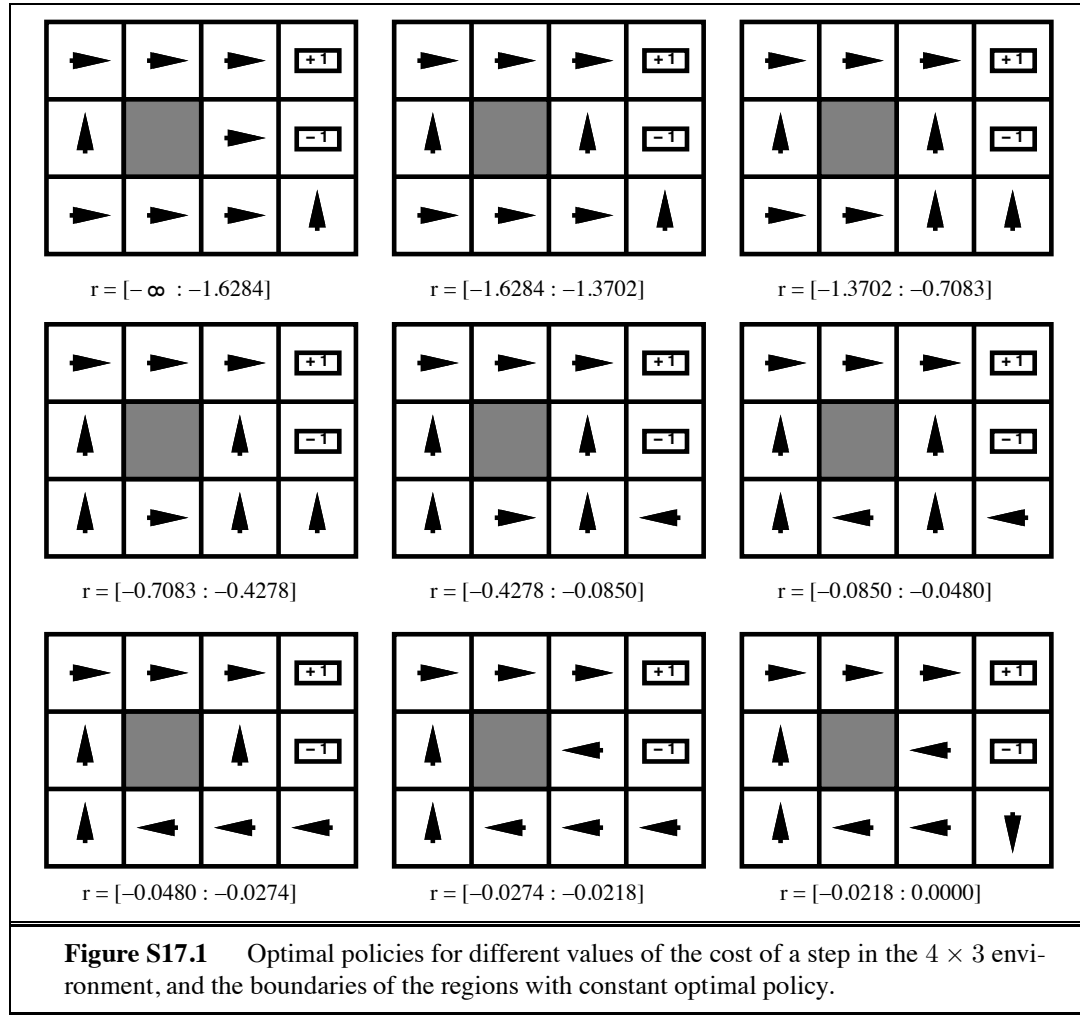 +1 +1 +1
−1 −1 −1
r = [−∞ : −1.6284] r = [−1.6284 : −1.3702] r = [−1.3702 : −0.7083]
+1 +1 +1
−1 −1 −1
r = [−0.7083 : −0.4278] r = [−0.4278 : −0.0850] r = [−0.0850 : −0.0480]
+1 +1 +1
−1 −1 −1
r = [−0.0480 : −0.0274] r = [−0.0274 : −0.0218] r = [−0.0218 : 0.0000]
Figure S17.1 Optimal policies for different values of the cost of a step in the 4 × 3 envi-
ronment, and the boundaries of the regions with constant optimal policy.